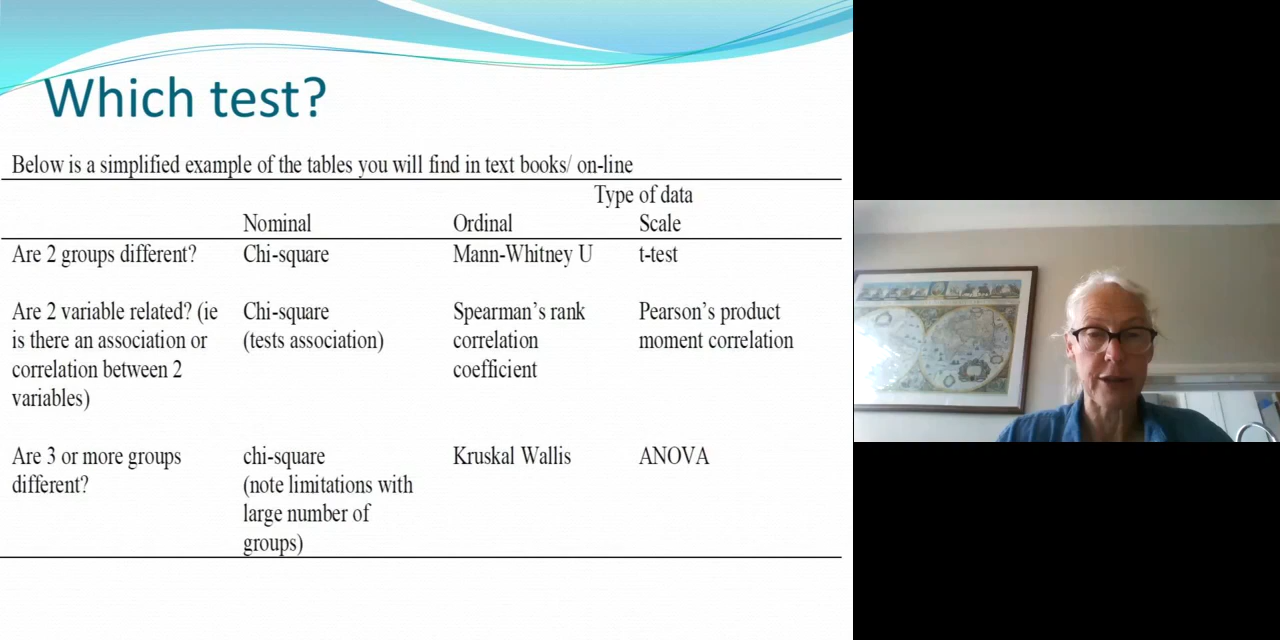 Which test?
Below is a simplified example of the tables you will find in text books/ on-line
Type of data
Nominal Ordinal Scale
Are 2 groups different? Chi-square Mann-Whitney U t-test
Are 2 variable related? (ie Chi-square Spearman's rank Pearson's product
is there an association or (tests association) correlation moment correlation
correlation between 2 coefficient
variables)
Are 3 or more groups chi-square Kruskal Wallis ANOVA
different? (note limitations with
large number of
groups)